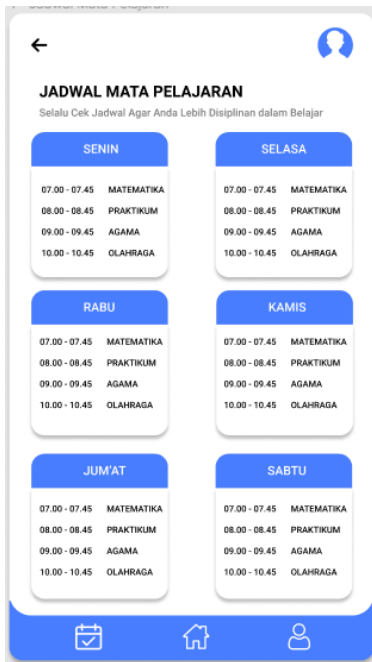 JADWAL MATA PELAJARAN
Selalu Cek Jadwal Agar Anda Lebih Disiplinan dalam Belajar
SENIN
07.00 - 07.45 MATEMATIKA
08.00 - 08.45 PRAKTIKUM
09.00 - 09.45 AGAMA
10.00 - 10.45 OLAHRAGA
SELASA
07.00 - 07.45 MATEMATIKA
08.00 - 08.45 PRAKTIKUM
09.00 - 09.45 AGAMA
10.00 - 10.45 OLAHRAGA
RABU
07.00 - 07.45 MATEMATIKA
08.00 - 08.45 PRAKTIKUM
09.00 - 09.45 AGAMA
10.00 - 10.45 OLAHRAGA
KAMIS
07.00 - 07.45 MATEMATIKA
08.00 - 08.45 PRAKTIKUM
09.00 - 09.45 AGAMA
10.00 - 10.45 OLAHRAGA
JUM'AT
07.00 - 07.45 MATEMATIKA
08.00 - 08.45 PRAKTIKUM
09.00 - 09.45 AGAMA
10.00 - 10.45 OLAHRAGA
SABTU
07.00 - 07.45 MATEMATIKA
08.00 - 08.45 PRAKTIKUM
09.00 - 09.45 AGAMA
10.00 - 10.45 OLAHRAGA